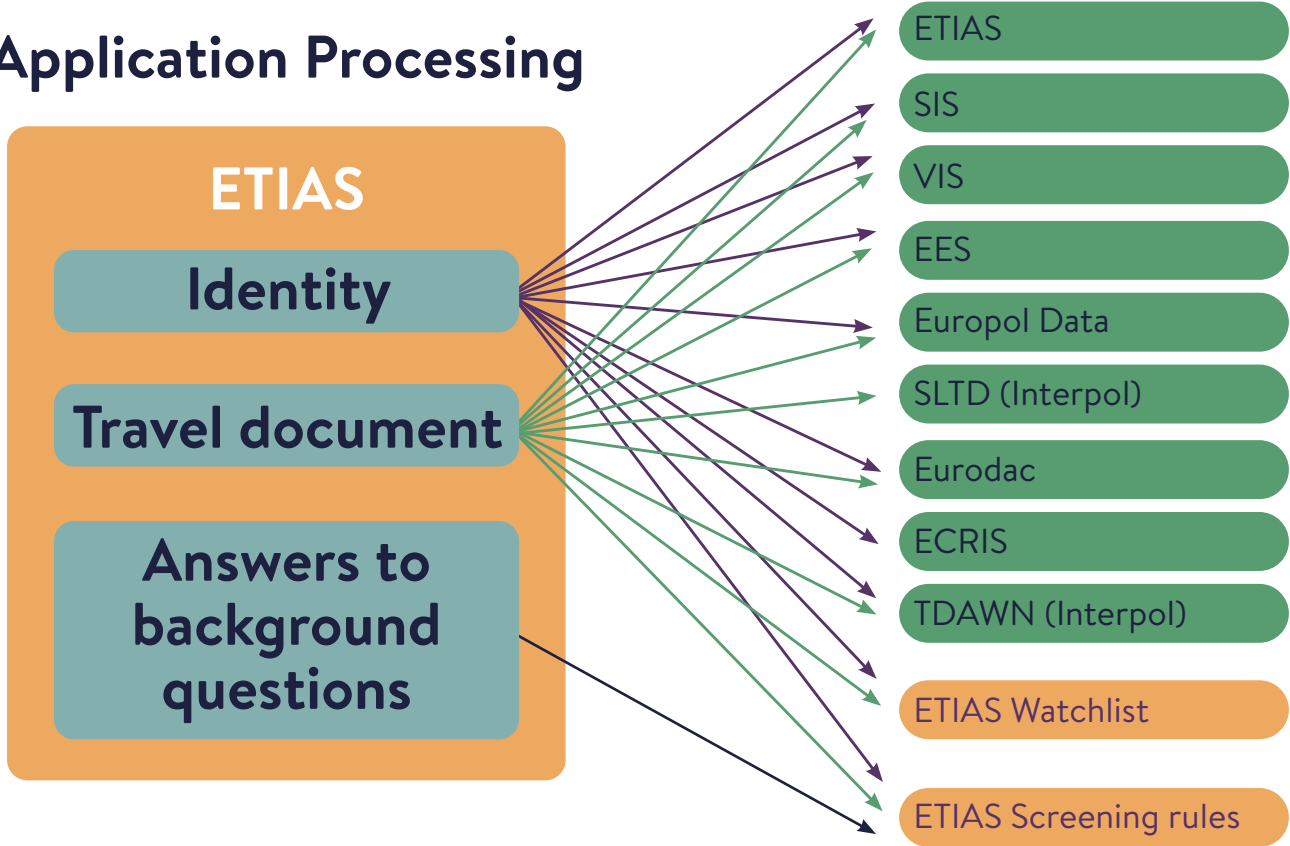 Application Processing
ETIAS
Identity
Travel document
Answers to
background
questions
ETIAS
SIS
VIS
EES
Europol Data
SLTD (Interpol)
Eurodac
ECRIS
TDAWN (Interpol)
ETIAS Watchlist
ETIAS Screening rules